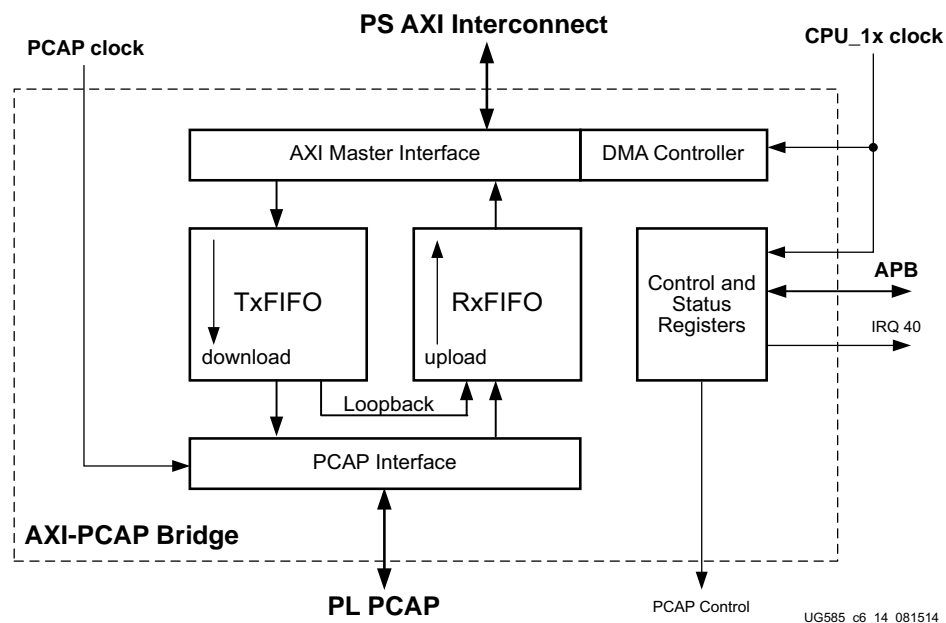 PS AXI Interconnect
PCAP clock
CPU_1x clock
AXI Master Interface
DMA Controller
TxFIFO
download
RxFIFO
upload
Control and
Status
Registers
APB
IRQ 40
Loopback
PCAP Interface
AXI-PCAP Bridge
PL PCAP
PCAP Control
UG585_c6_14_081514